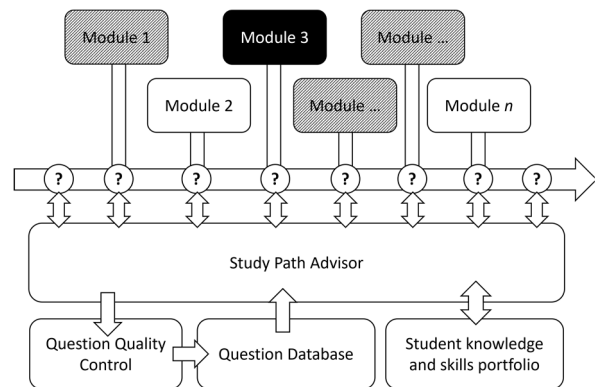 Module 1
Module 3
Module ...
Module 2
Module ...
Module n
? ? ? ? ? ? ? ?
Study Path Advisor
Question Quality
Control
Question Database
Student knowledge
and skills portfolio